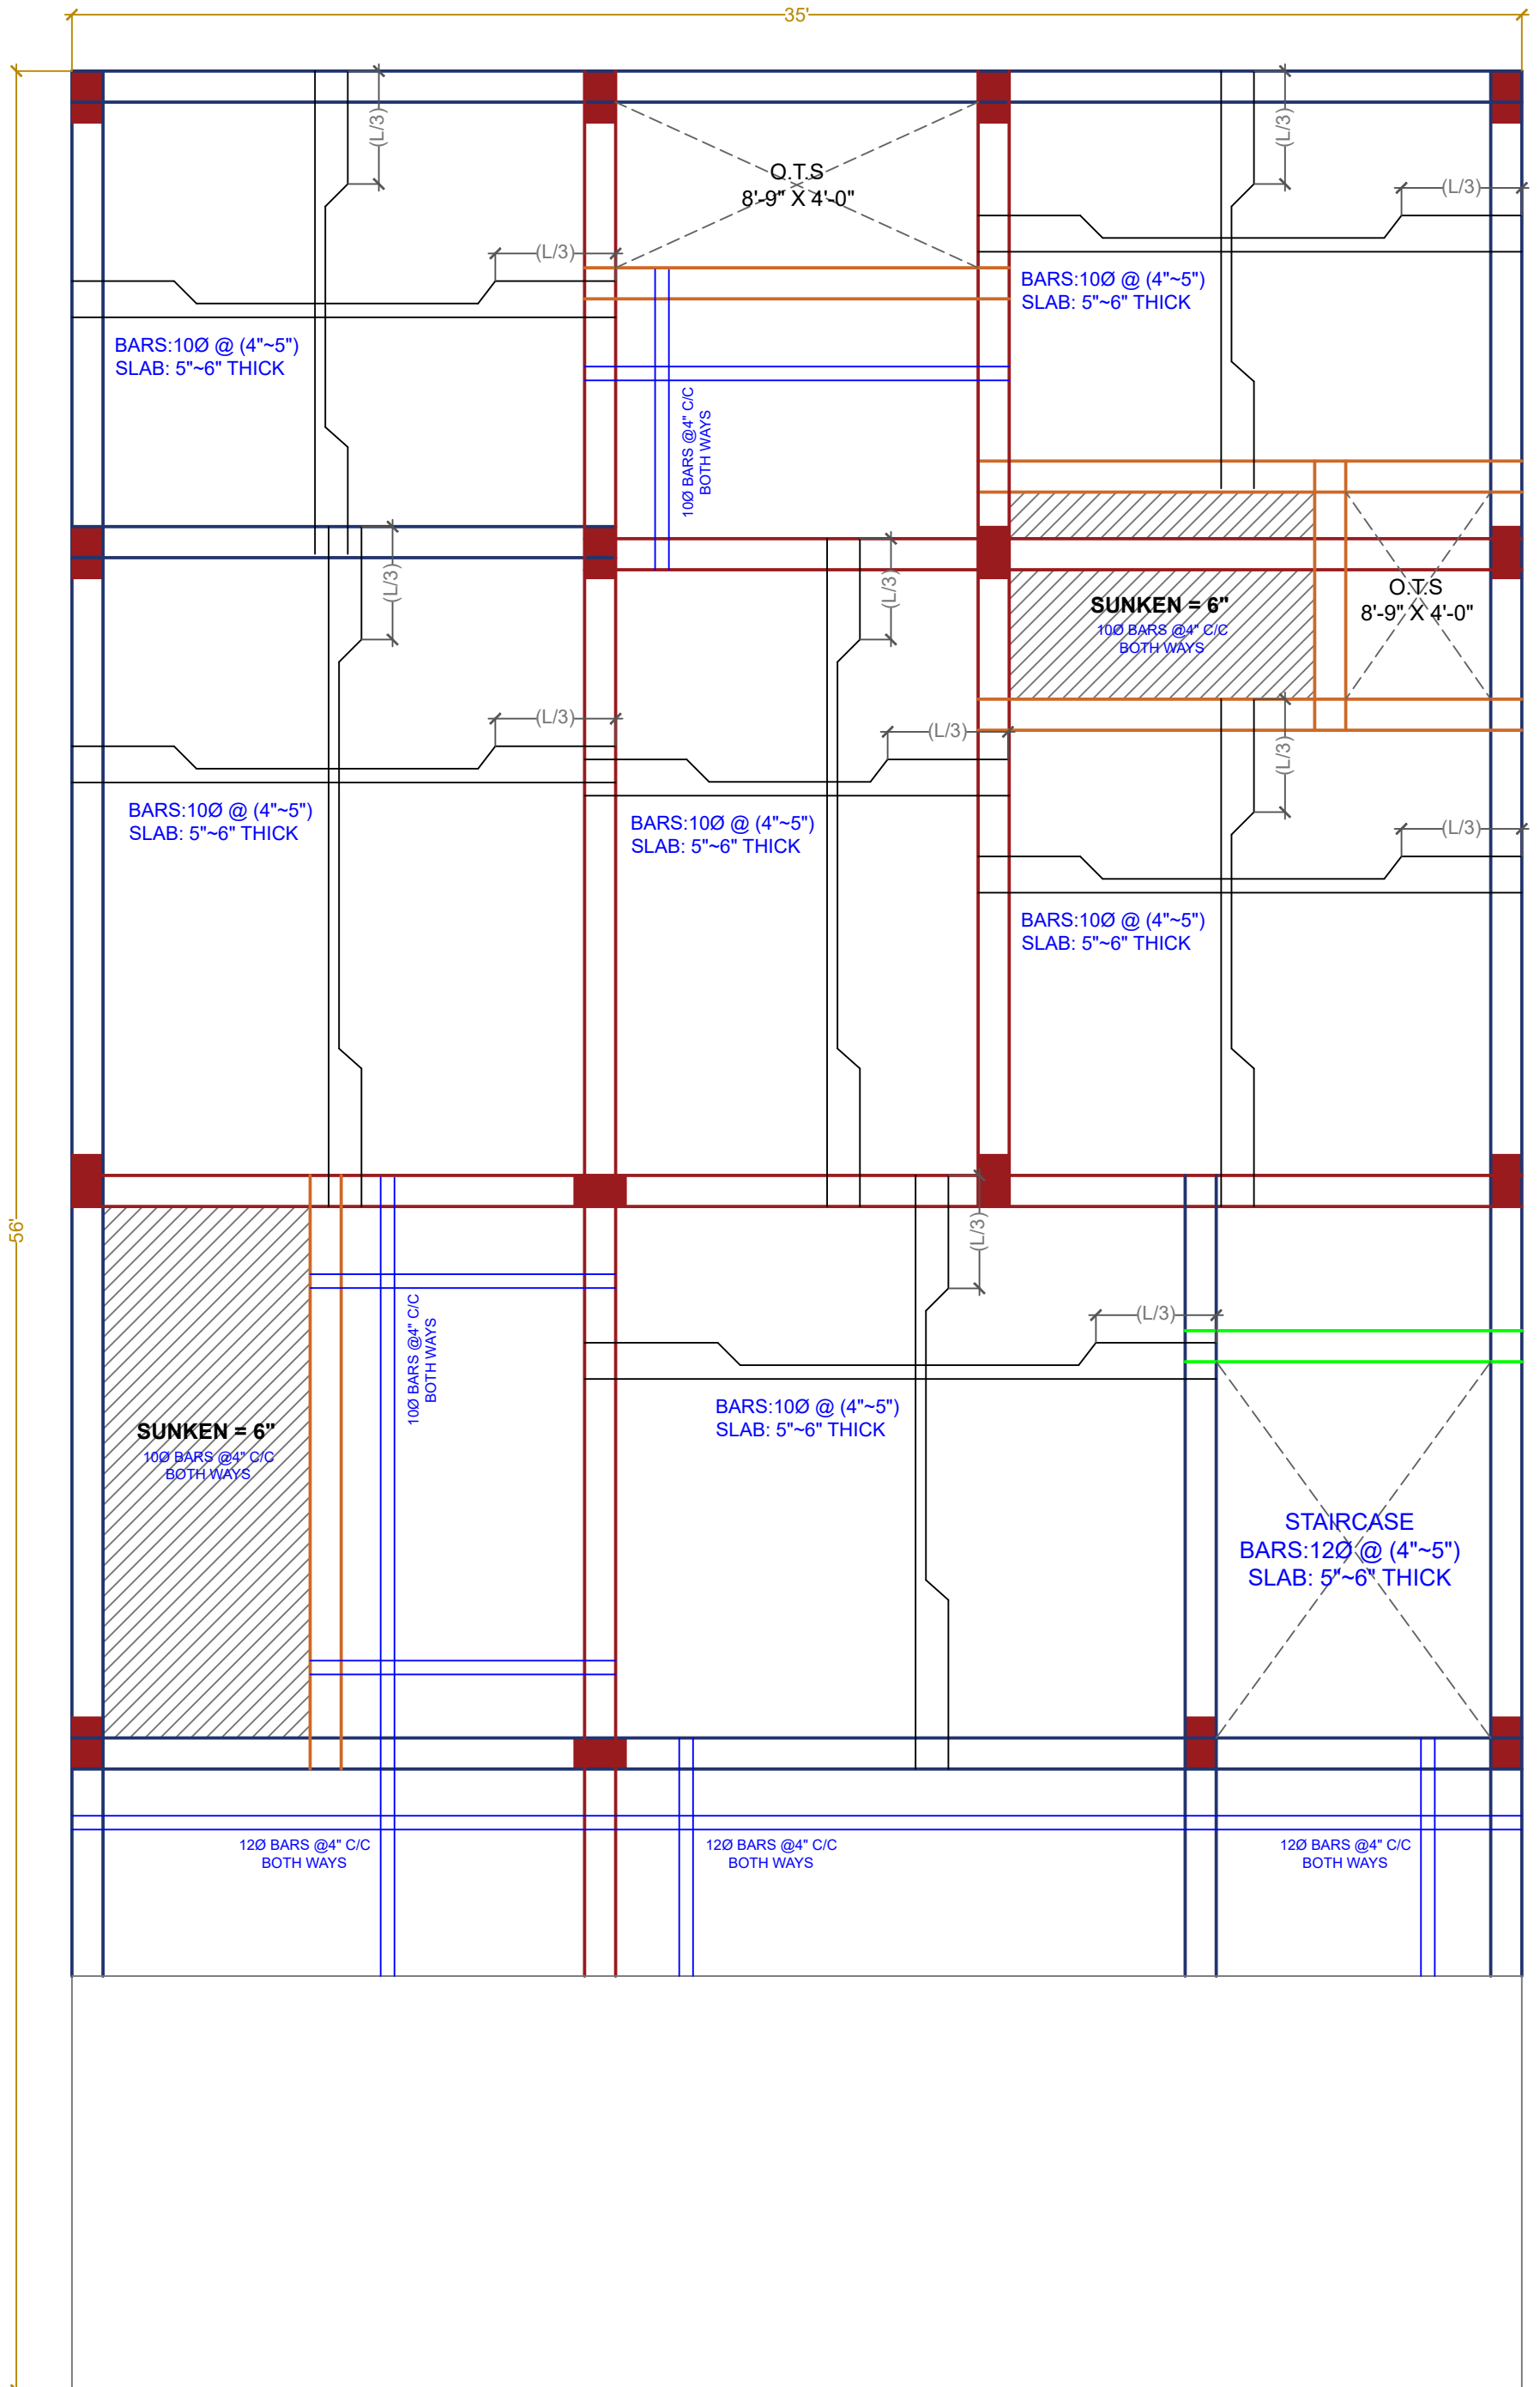 35'
(L/3)
(L/3)
O.T.S
8'-9" X 4'-0"
(L/3)
(L/3)
BARS:10Ø @ (4"~5")
SLAB: 5"~6" THICK
BARS:10Ø @ (4"~5")
SLAB: 5"~6" THICK
10Ø BARS @4" C/C
BOTH WAYS
(L/3)
(L/3)
O.T.S
8'-9" X 4'-0"
SUNKEN = 6"
10Ø BARS @4" C/C
BOTH WAYS
(L/3)
(L/3)
(L/3)
BARS:10Ø @ (4"~5")
SLAB: 5"~6" THICK
BARS:10Ø @ (4"~5")
SLAB: 5"~6" THICK
(L/3)
BARS:10Ø @ (4"~5")
SLAB: 5"~6" THICK
56'
(L/3)
(L/3)
10Ø BARS @4" C/C
BOTH WAYS
BARS:10Ø @ (4"~5")
SLAB: 5"~6" THICK
SUNKEN = 6"
10Ø BARS @4" C/C
BOTH WAYS
STAIRCASE
BARS:12Ø @ (4"~5")
SLAB: 5"~6" THICK
12Ø BARS @4" C/C
BOTH WAYS
12Ø BARS @4" C/C
BOTH WAYS
12Ø BARS @4" C/C
BOTH WAYS